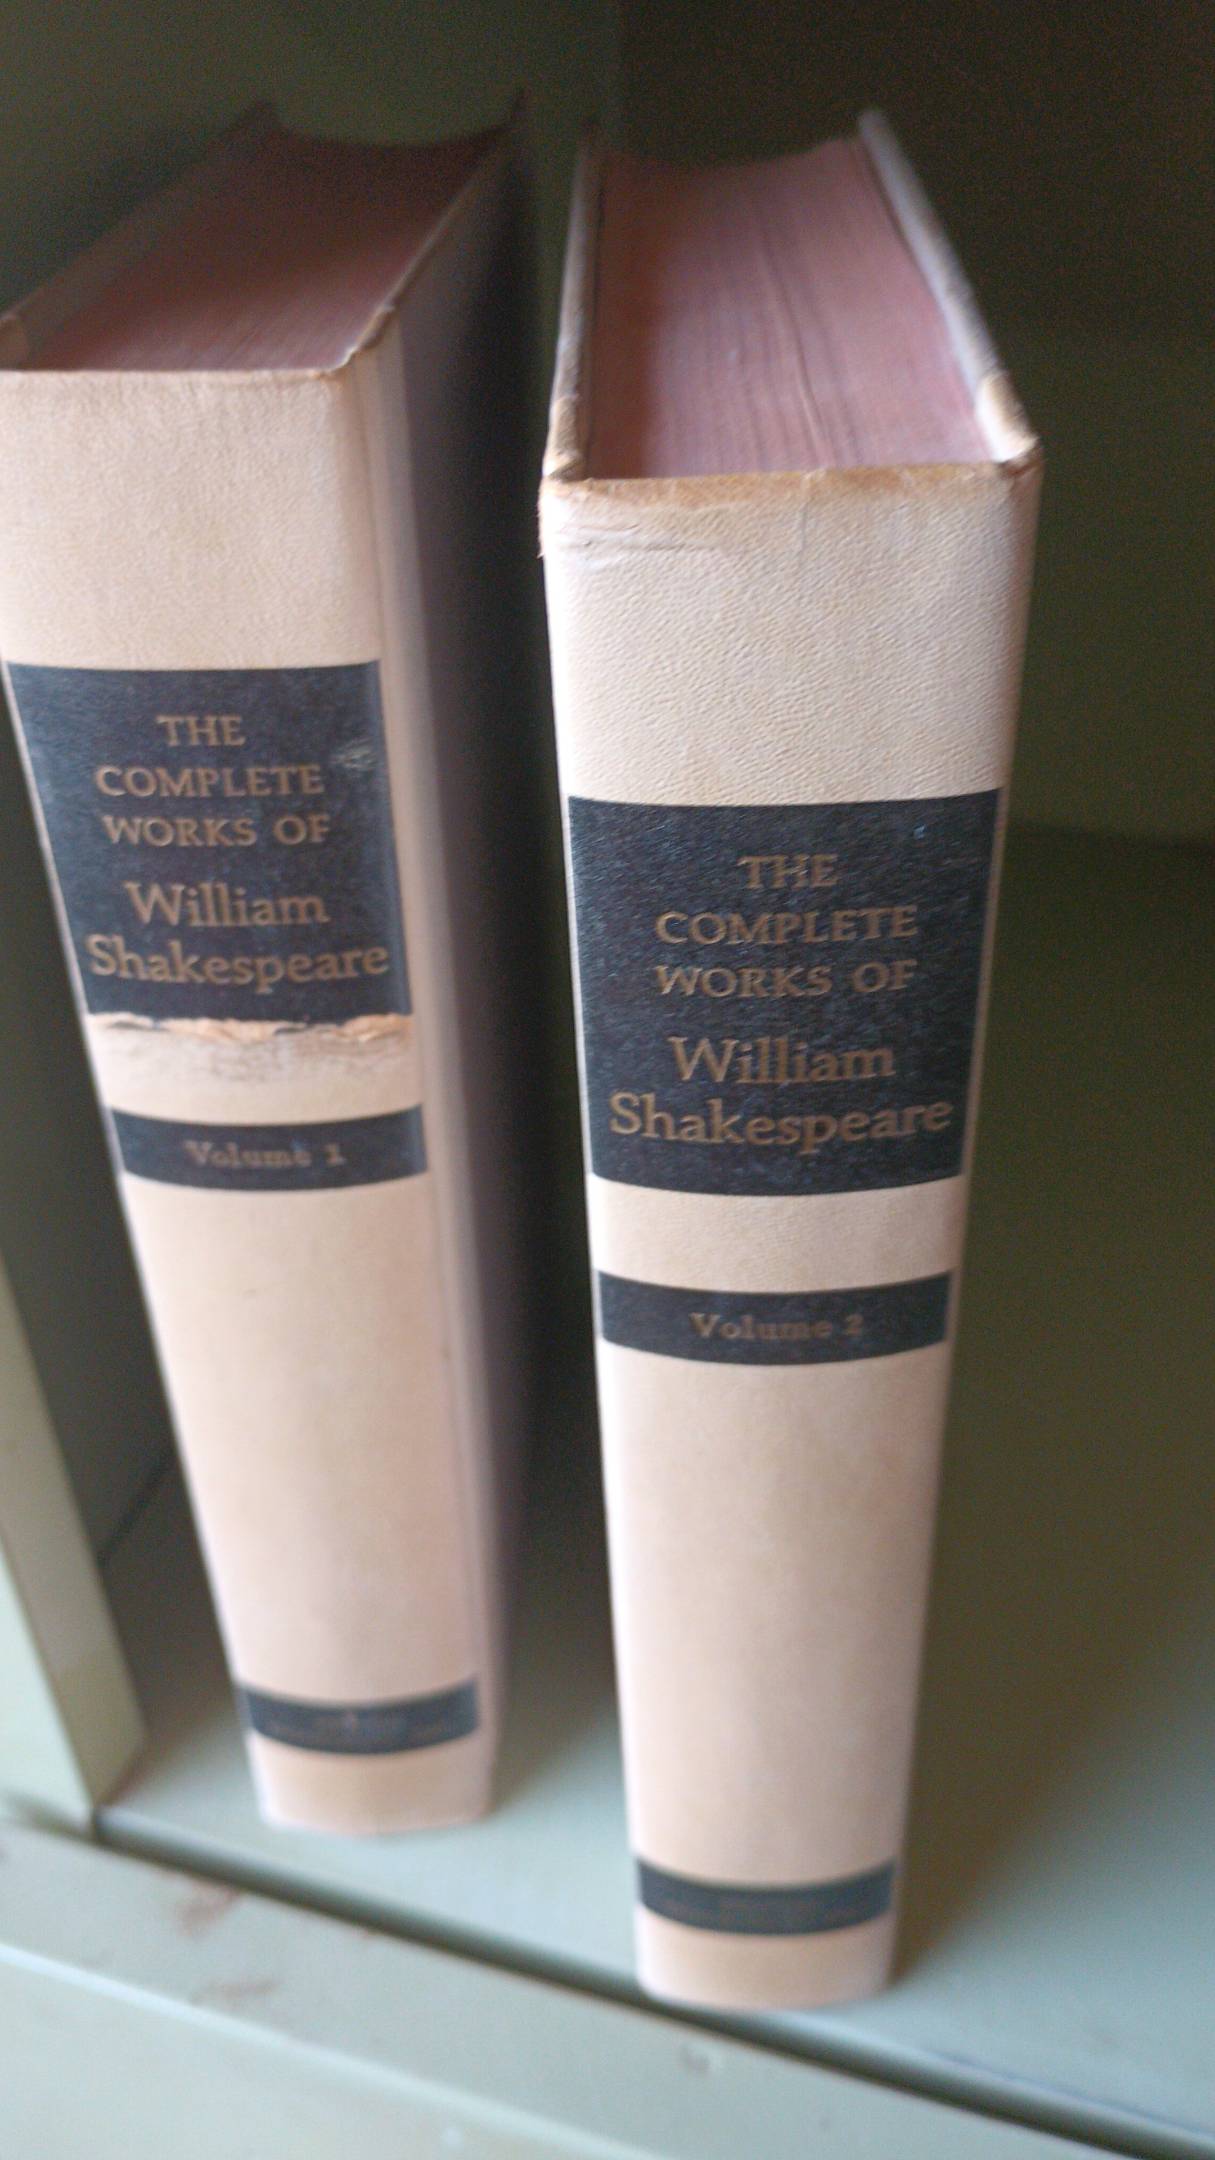 THE
COMPLETE
WORKS OF
William
Shakespeare
Volume 1
THE
COMPLETE
WORKS OF
William
Shakespeare
Volume 2